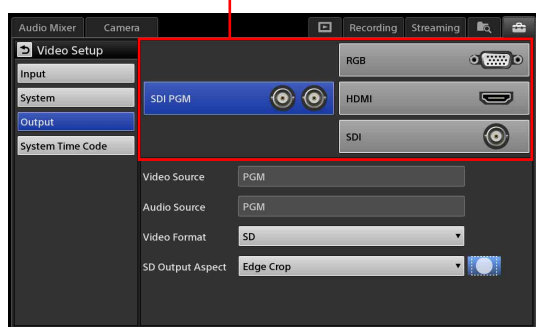 Audio Mixer
Camera
Recording
Streaming
Video Setup
Input
System
Output
System Time Code
SDI PGM
RGB
HDMI
SDI
Video Source
PGM
Audio Source
PGM
Video Format
SD
SD Output Aspect
Edge Crop